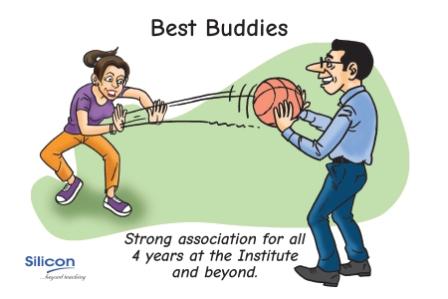 Best Buddies
Strong association for all
4 years at the Institute
and beyond.
Silicon
...beyond teaching